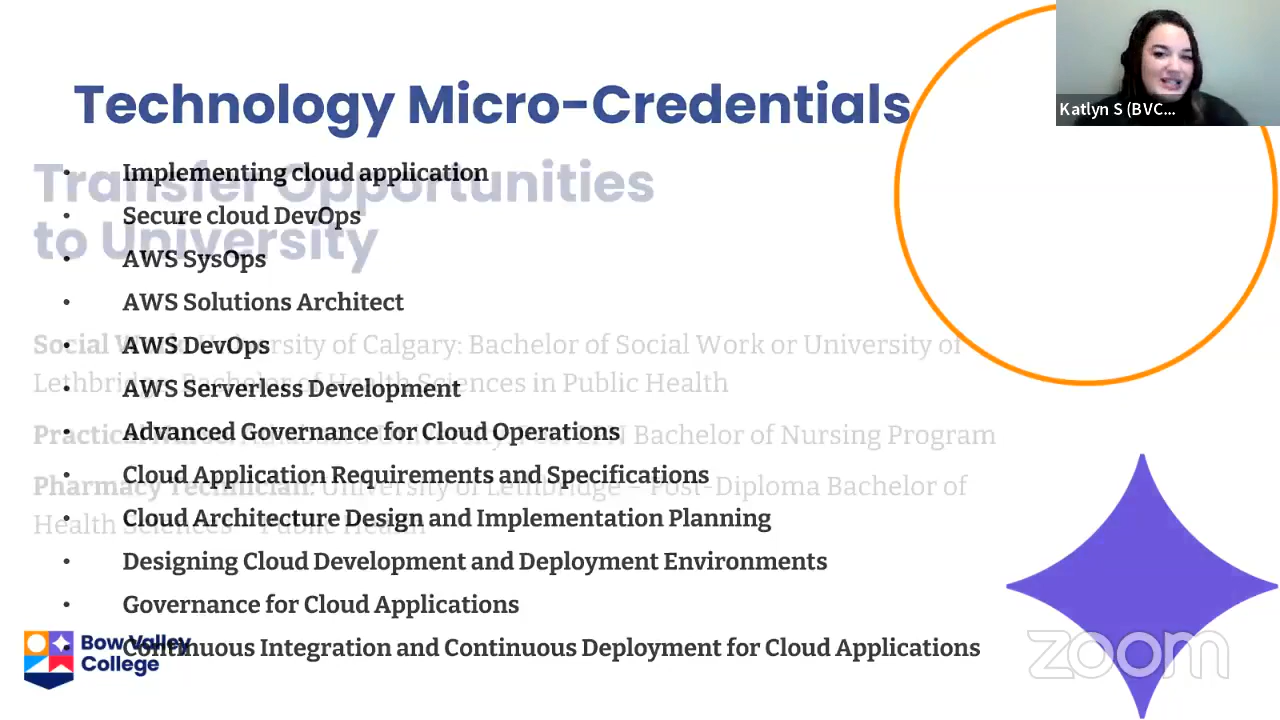 Katlyn S (BVC...
Technology Micro-Credentials
Transfer Opportunities
to University
• Implementing cloud application
• Secure cloud DevOps
• AWS SysOps
• AWS Solutions Architect
Social University of Calgary: Bachelor of Social Work or University of
• AWS DevOps
Lethbridge Bachelor of Health Sciences in Public Health
• AWS Serverless Development
• Advanced Governance for Cloud Operations
Bachelor of Nursing Program
• Cloud Application Requirements and Specifications
Pharmacy Technician: University of Lethbridge – Post-Diploma Bachelor of
• Cloud Architecture Design and Implementation Planning
Health Sciences – Public Health
• Designing Cloud Development and Deployment Environments
• Governance for Cloud Applications
• Continuous Integration and Continuous Deployment for Cloud Applications
Bow Valley
College
zoom